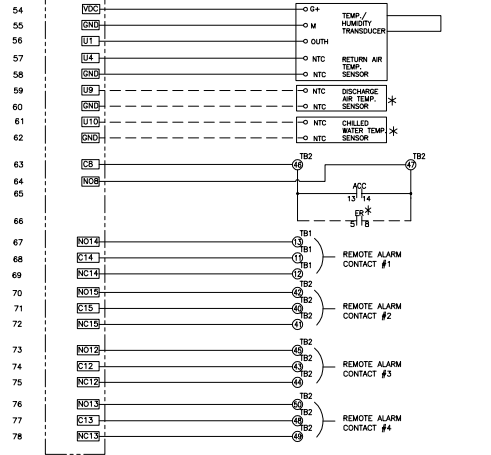 54 VDC G+ TEMP./
55 GND M HUMIDITY
TRANSDUCER
56 U1 OUTH
57 U4 NTC RETURN AIR
TEMP.
58 GND NTC SENSOR
59 U9 NTC DISCHARGE
AIR TEMP. *
60 GND NTC SENSOR
61 U10 NTC CHILLED
WATER TEMP. *
62 GND NTC SENSOR
TB2 TB2
63 C8 46 47
64 NO8
ACC
65 13 14
ER *
66 5 8
TB1
67 NO14 13
TB1 REMOTE ALARM
68 C14 11 CONTACT #1
TB1
69 NC14 12
TB2
70 NO15 42
TB2 REMOTE ALARM
71 C15 40 CONTACT #2
TB2
72 NC15 41
TB2
73 NO12 45
TB2 REMOTE ALARM
74 C12 43 CONTACT #3
TB2
75 NC12 44
TB2
76 NO13 50
TB2 REMOTE ALARM
77 C13 48 CONTACT #4
TB2
78 NC13 49